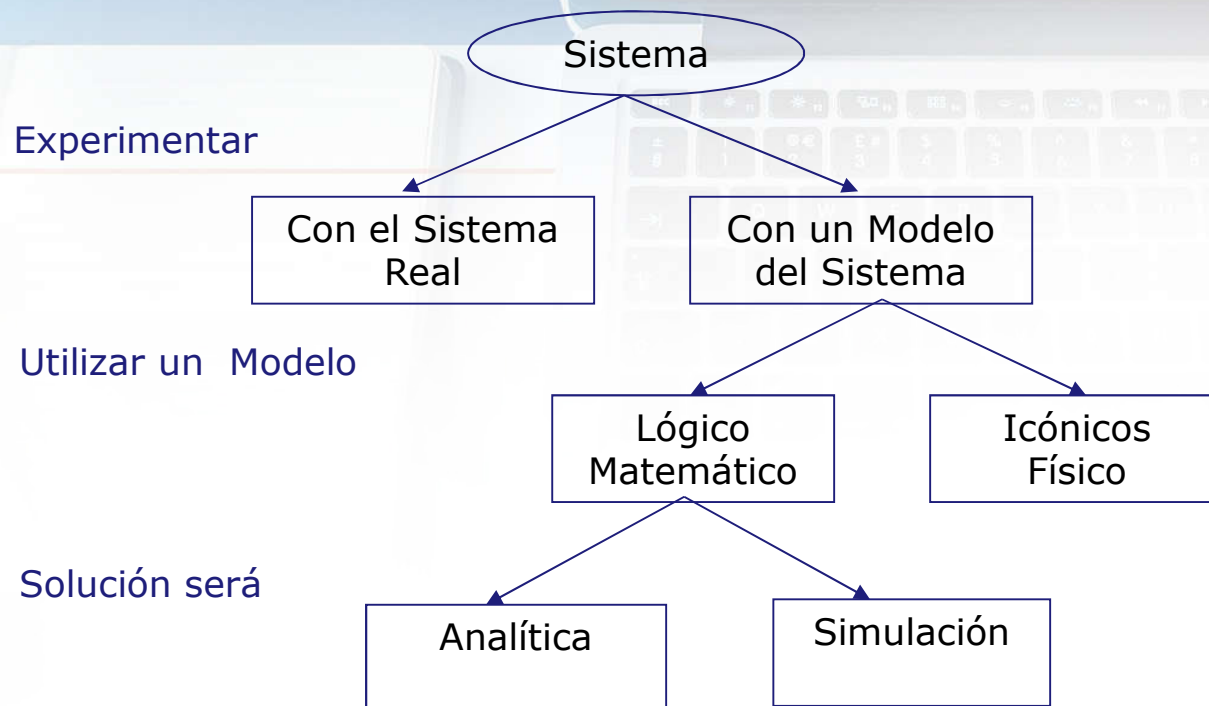 Sistema
Experimentar
Con el Sistema
Real
Con un Modelo
del Sistema
Utilizar un Modelo
Lógico
Matemático
Icónicos
Físico
Solución será
Analítica
Simulación